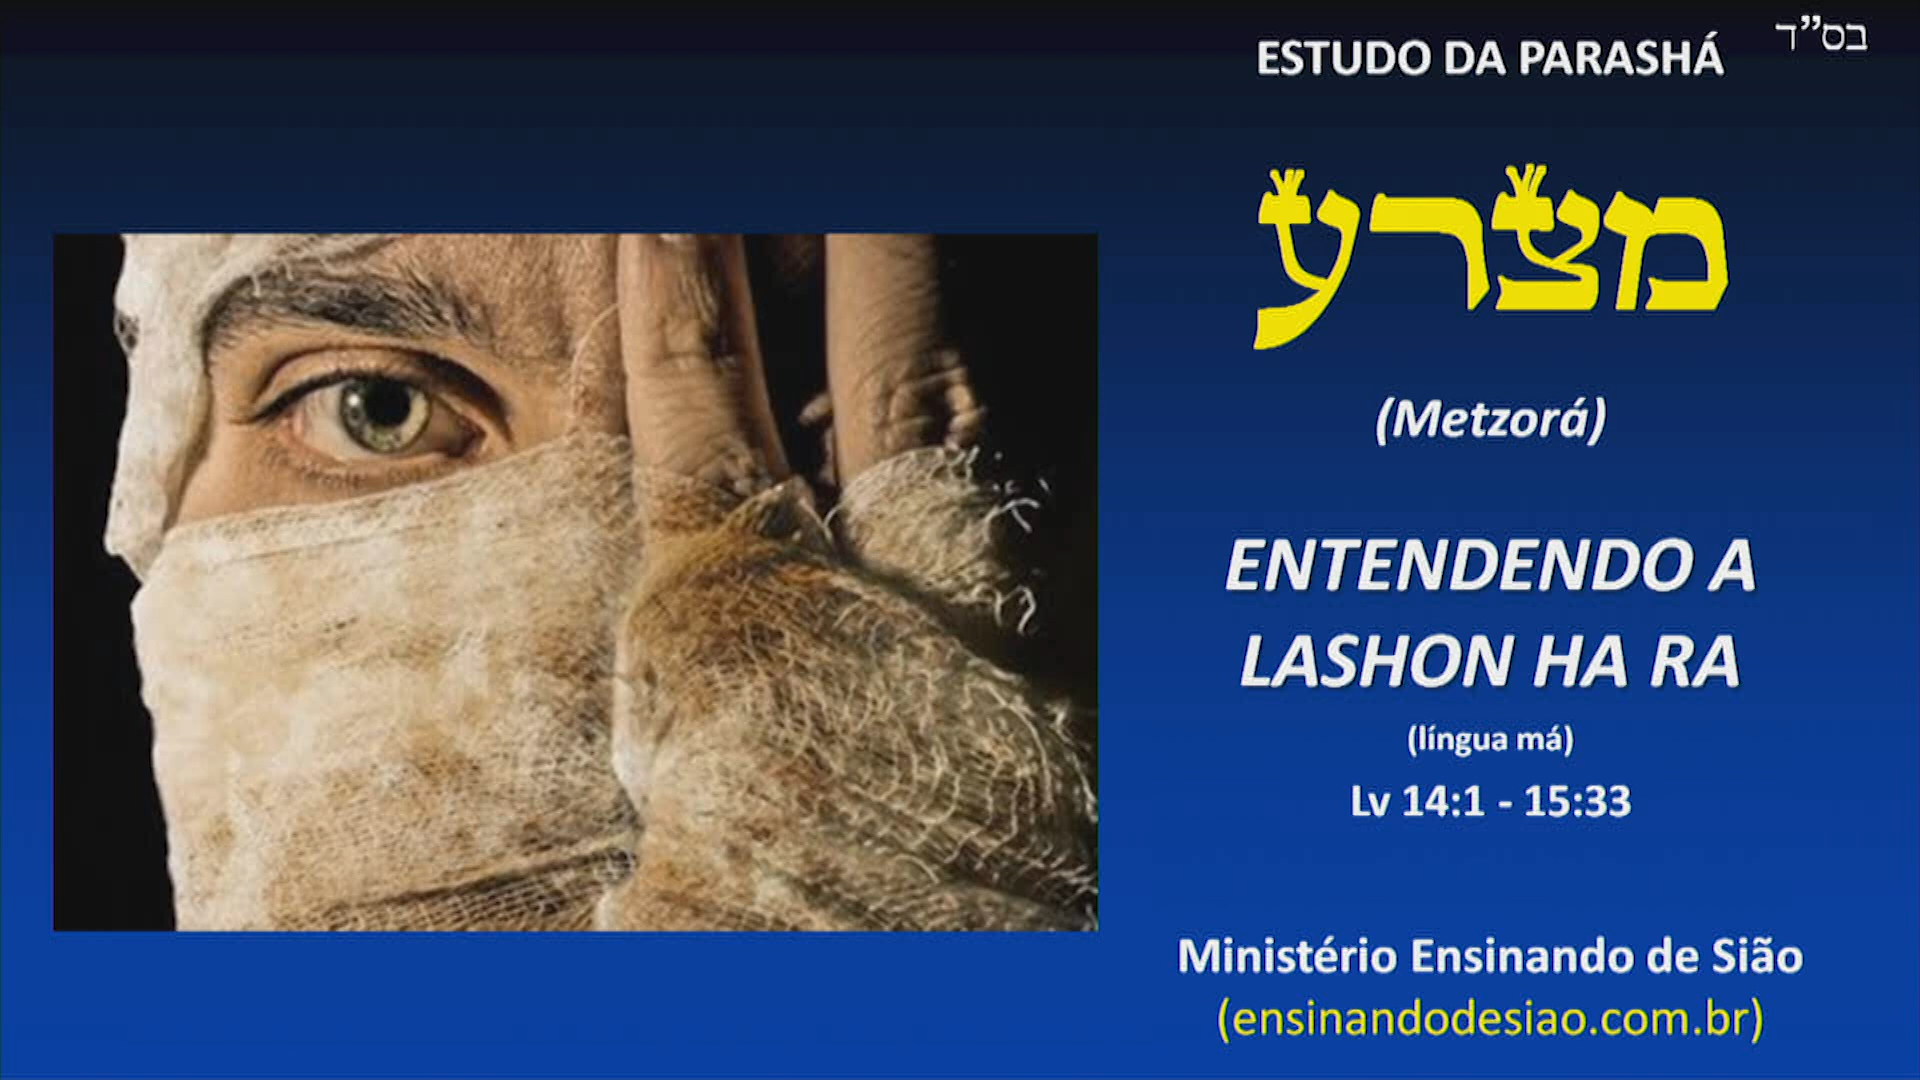 בס”ד
ESTUDO DA PARASHÁ
מצרע
(Metzorá)
ENTENDENDO A
LASHON HA RA
(língua má)
Lv 14:1 - 15:33
Ministério Ensinando de Sião
(ensinandodesiao.com.br)